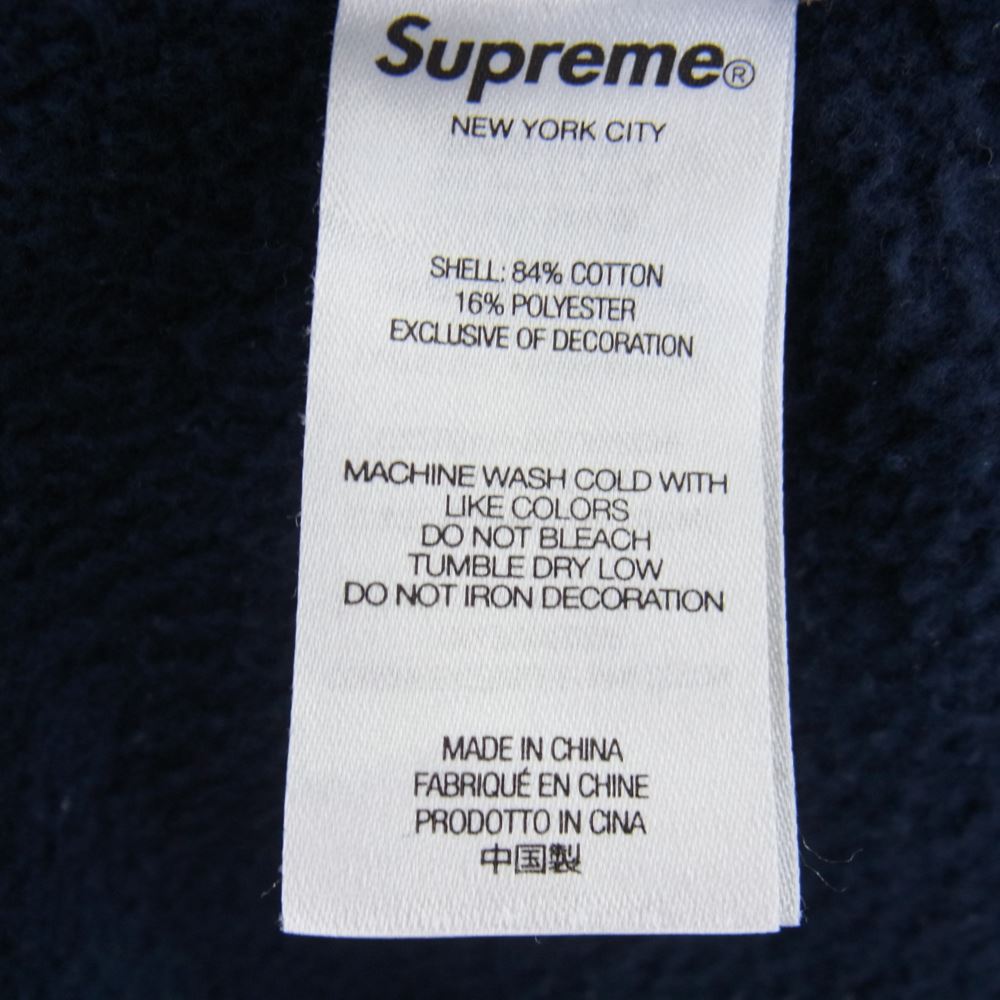 Supreme®
NEW YORK CITY
SHELL: 84% COTTON
16% POLYESTER
EXCLUSIVE OF DECORATION
MACHINE WASH COLD WITH
LIKE COLORS
DO NOT BLEACH
TUMBLE DRY LOW
DO NOT IRON DECORATION
MADE IN CHINA
FABRIQUÉ EN CHINE
PRODOTTO IN CINA
中国製